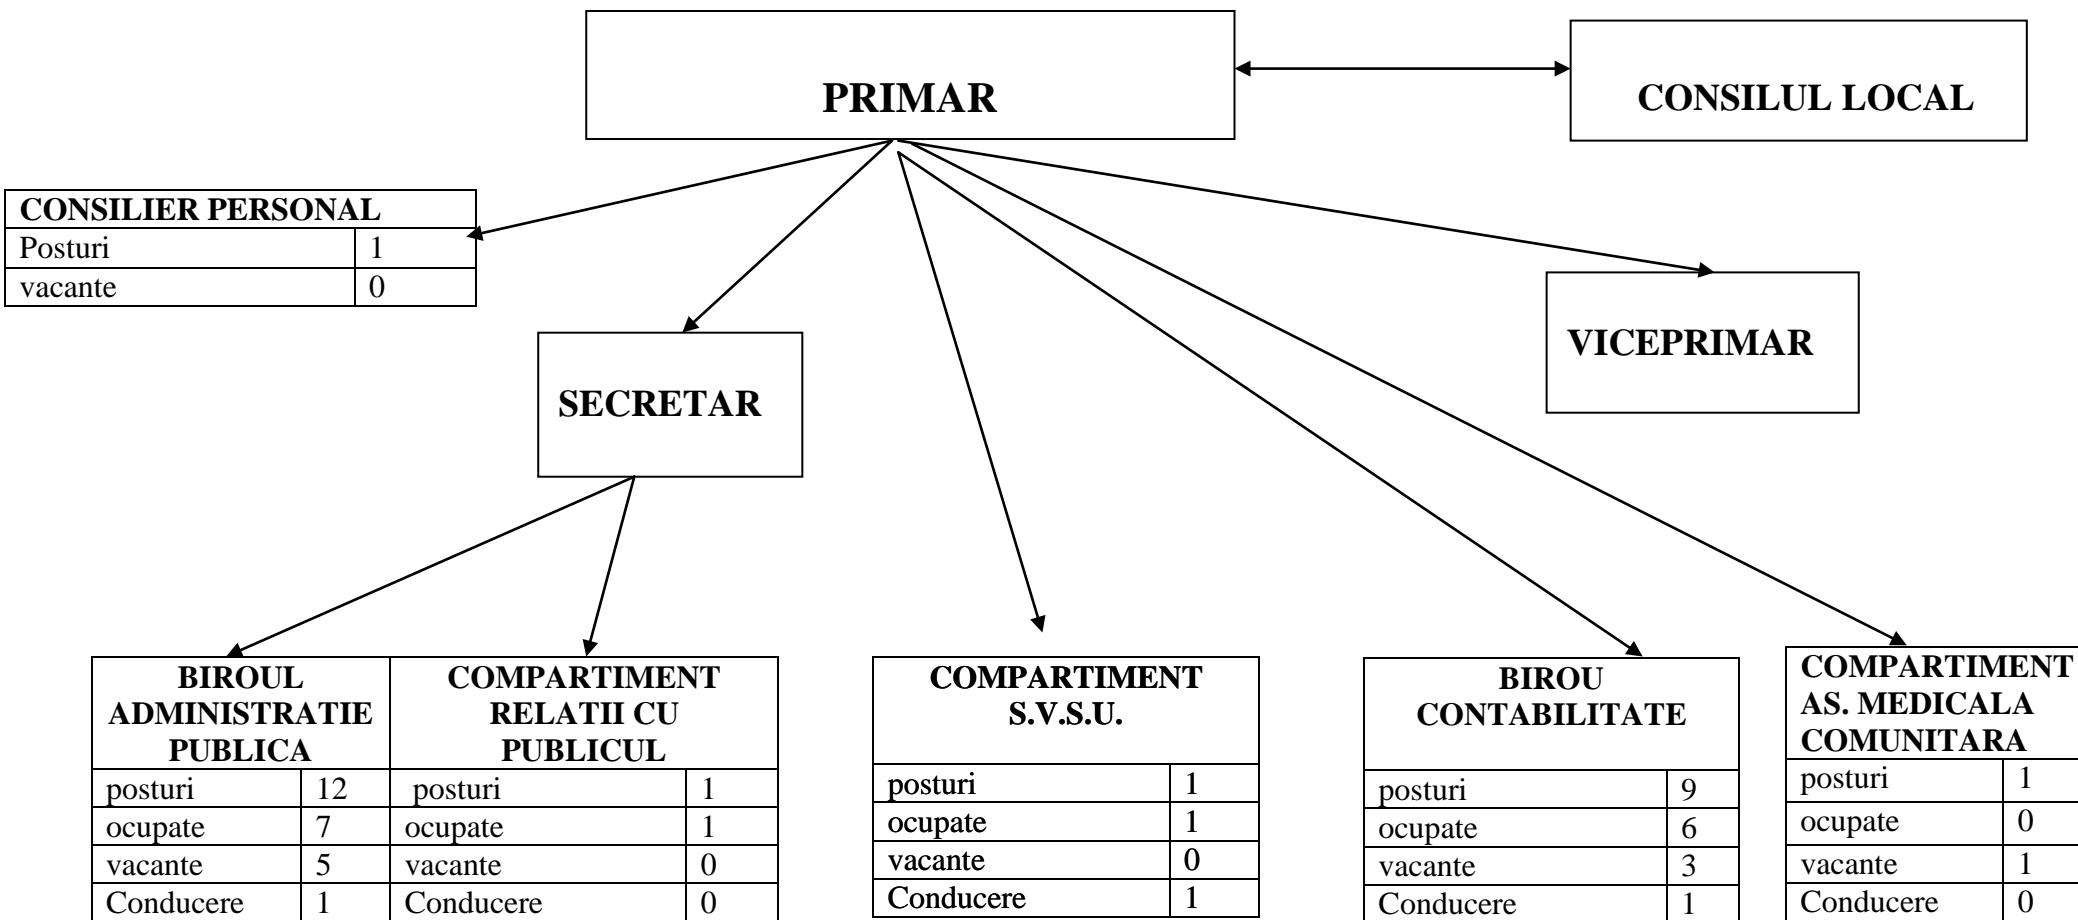 PRIMAR
CONSILUL LOCAL
CONSILIER PERSONAL
Posturi 1
vacante 0
VICEPRIMAR
SECRETAR
BIROUL
ADMINISTRATIE
PUBLICA
posturi 12
ocupate 7
vacante 5
Conducere 1
COMPARTIMENT
RELATII CU
PUBLICUL
posturi 1
ocupate 1
vacante 0
Conducere 0
COMPARTIMENT
S.V.S.U.
posturi 1
ocupate 1
vacante 0
Conducere 1
BIROU
CONTABILITATE
posturi 9
ocupate 6
vacante 3
Conducere 1
COMPARTIMENT
AS. MEDICALA
COMUNITARA
posturi 1
ocupate 0
vacante 1
Conducere 0